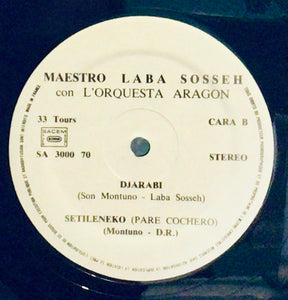 MAESTRO LABA SOSSEH
con L'ORQUESTA ARAGON
33 Tours
CARA B
SACEM
SA 3000 70
STEREO
DJARABI
(Son Montuno - Laba Sosseh)
SETILENEKO (PARE COCHERO)
(Montuno - D.R.)